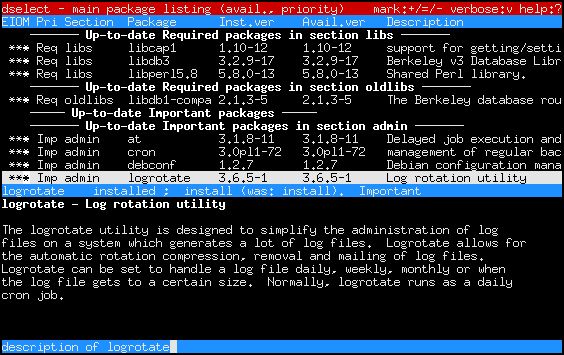 dselect - main package listing (avail., priority)     mark:+/=/- verbose:v help:?
EIOM Pri Section  Package      Inst.ver    Avail.ver   Description
Up-to-date Required packages in section libs
*** Req libs     libcap1      1.10-12     1.10-12     support for getting/setti
*** Req libs     libdb3       3.2.9-17    3.2.9-17    Berkeley v3 Database Libr
*** Req libs     libperl5.8   5.8.0-13    5.8.0-13    Shared Perl library.
Up-to-date Required packages in section oldlibs
*** Req oldlibs  libdb1-compa 2.1.3-5     2.1.3-5     The Berkeley database rou
Up-to-date Important packages
Up-to-date Important packages in section admin
*** Imp admin    at           3.1.8-11    3.1.8-11    Delayed job execution and
*** Imp admin    cron         3.0pl1-72   3.0pl1-72   management of regular bac
*** Imp admin    debconf      1.2.7       1.2.7       Debian configuration mana
*** Imp admin    logrotate    3.6.5-1     3.6.5-1     Log rotation utility
logrotate    installed ;  install (was: install).  Important
logrotate - Log rotation utility
The logrotate utility is designed to simplify the administration of log
files on a system which generates a lot of log files.  Logrotate allows for
the automatic rotation compression, removal and mailing of log files.
Logrotate can be set to handle a log file daily, weekly, monthly or when
the log file gets to a certain size.  Normally, logrotate runs as a daily
cron job.
description of logrotate